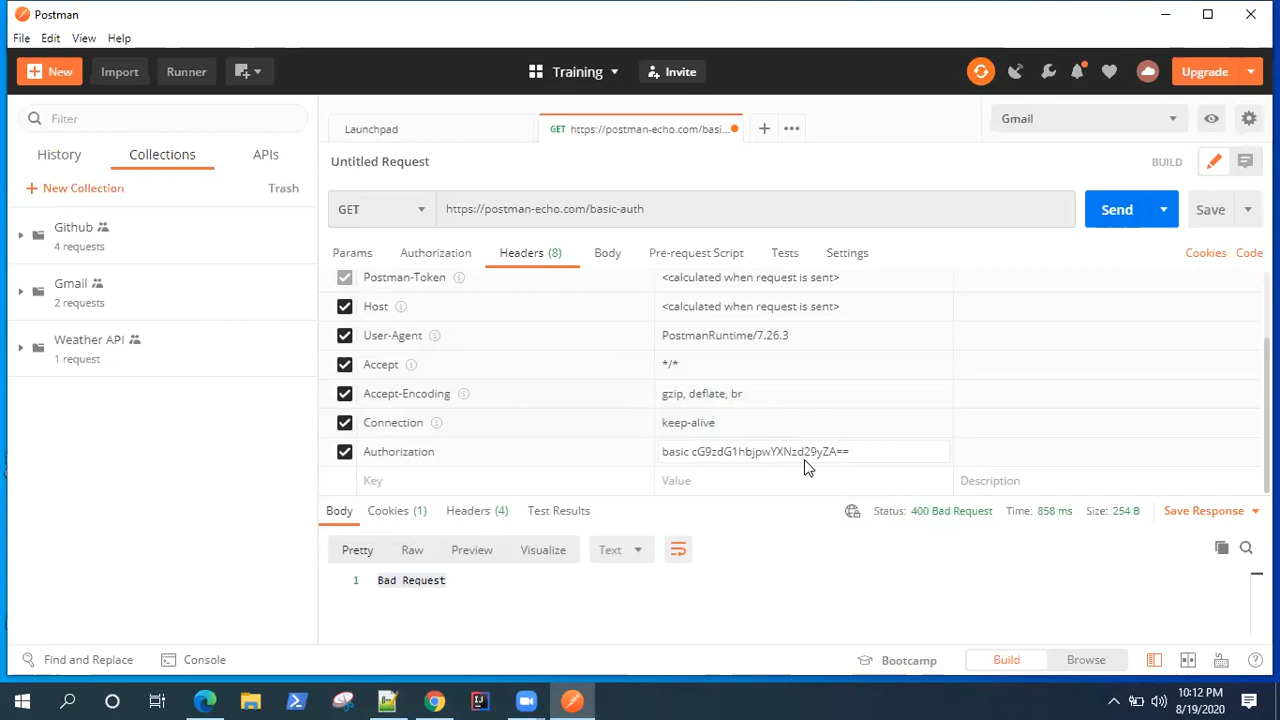 Postman
File Edit View Help
New Import Runner Training Invite Upgrade
Filter
History Collections APIs
New Collection Trash
Github
4 requests
Gmail
2 requests
Weather API
1 request
Launchpad GET https://postman-echo.com/basi...
Gmail
Untitled Request BUILD
GET https://postman-echo.com/basic-auth Send Save
Params Authorization Headers (8) Body Pre-request Script Tests Settings Cookies Code
Postman-Token <calculated when request is sent>
Host <calculated when request is sent>
User-Agent PostmanRuntime/7.26.3
Accept */*
Accept-Encoding gzip, deflate, br
Connection keep-alive
Authorization basic cG9zdG1hbjpwYXNzd29yZA==
Key Value Description
Body Cookies (1) Headers (4) Test Results Status: 400 Bad Request Time: 858 ms Size: 254 B Save Response
Pretty Raw Preview Visualize Text
1 Bad Request
Find and Replace Console Bootcamp Build Browse
10:12 PM
8/19/2020